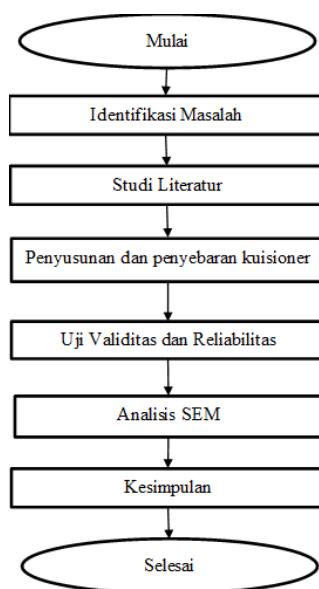 Mulai
Identifikasi Masalah
Studi Literatur
Penyusunan dan penyebaran kuisioner
Uji Validitas dan Reliabilitas
Analisis SEM
Kesimpulan
Selesai